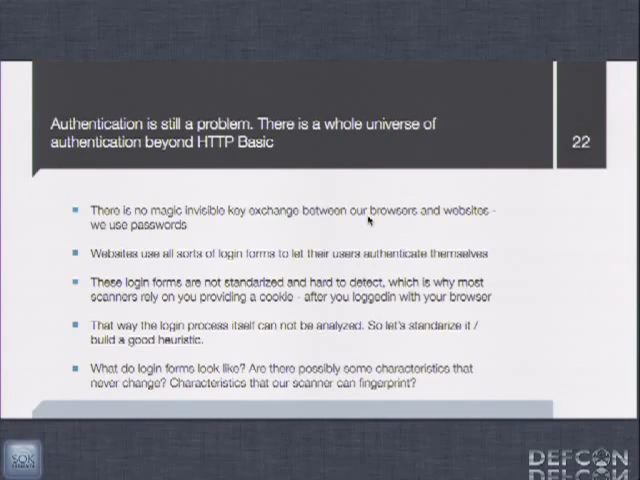 Authentication is still a problem. There is a whole universe of
authentication beyond HTTP Basic
22
There is no magic invisible key exchange between our browsers and websites -
we use passwords
Websites use all sorts of login forms to let their users authenticate themselves
These login forms are not standarized and hard to detect, which is why most
scanners rely on you providing a cookie - after you loggedin with your browser
That way the login process itself can not be analyzed. So let's standarize it /
build a good heuristic.
What do login forms look like? Are there possibly some characteristics that
never change? Characteristics that our scanner can fingerprint?
SOK
DEFCON